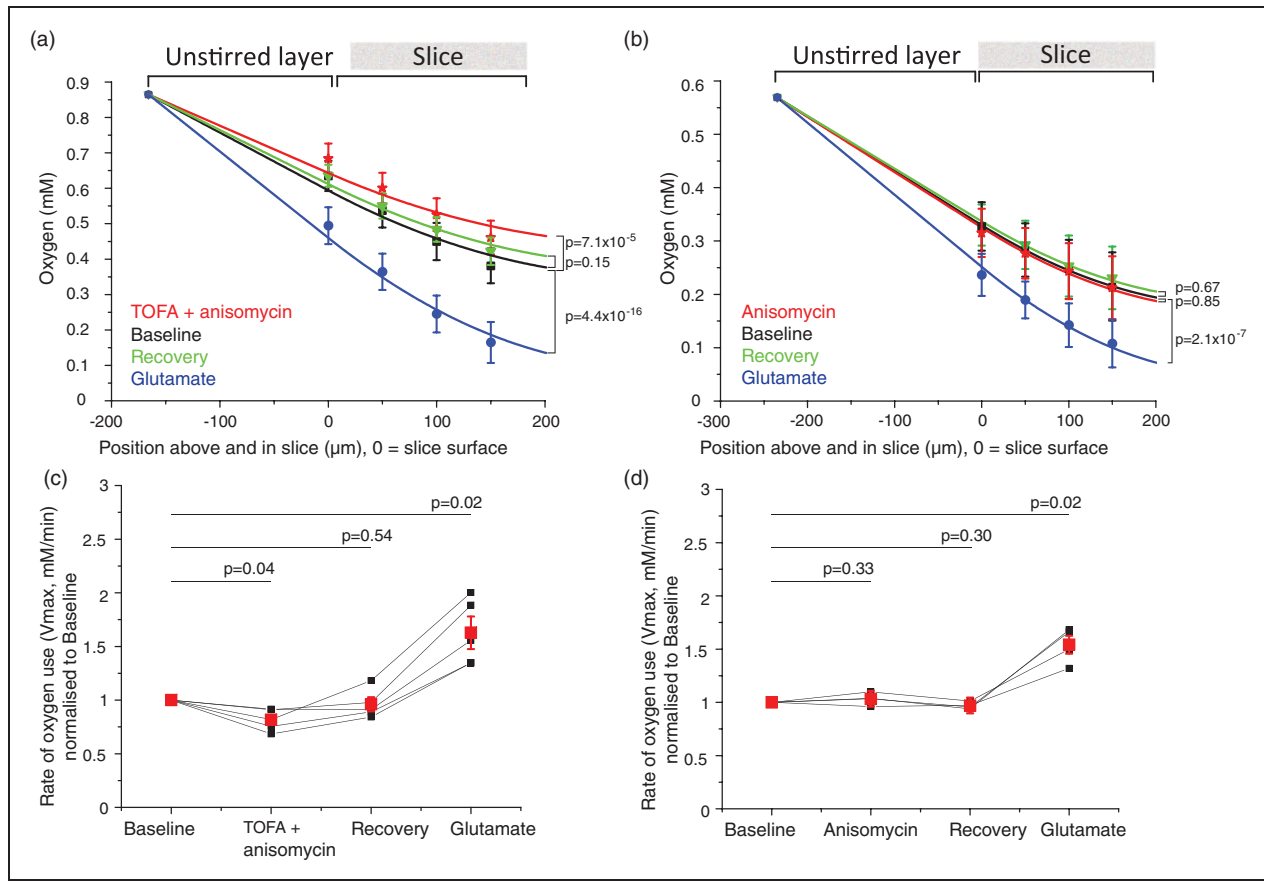 (a)
Unstirred layer
Slice
0.9
0.8
0.7
0.6
0.5
0.4
0.3
0.2
0.1
0
Oxygen (mM)
p=7.1x10-5
p=0.15
p=4.4x10-16
TOFA + anisomycin
Baseline
Recovery
Glutamate
-200
-100
0
100
200
Position above and in slice (µm), 0 = slice surface
(b)
Unstirred layer
Slice
0.6
0.5
0.4
0.3
0.2
0.1
0
Oxygen (mM)
p=0.67
p=0.85
p=2.1x10-7
Anisomycin
Baseline
Recovery
Glutamate
-300
-200
-100
0
100
200
Position above and in slice (µm), 0 = slice surface
(c)
3
2.5
2
1.5
1
0.5
0
Rate of oxygen use (Vmax, mM/min)
normalised to Baseline
p=0.02
p=0.54
p=0.04
Baseline
TOFA +
anisomycin
Recovery
Glutamate
(d)
3
2.5
2
1.5
1
0.5
0
Rate of oxygen use (Vmax, mM/min)
normalised to Baseline
p=0.02
p=0.30
p=0.33
Baseline
Anisomycin
Recovery
Glutamate